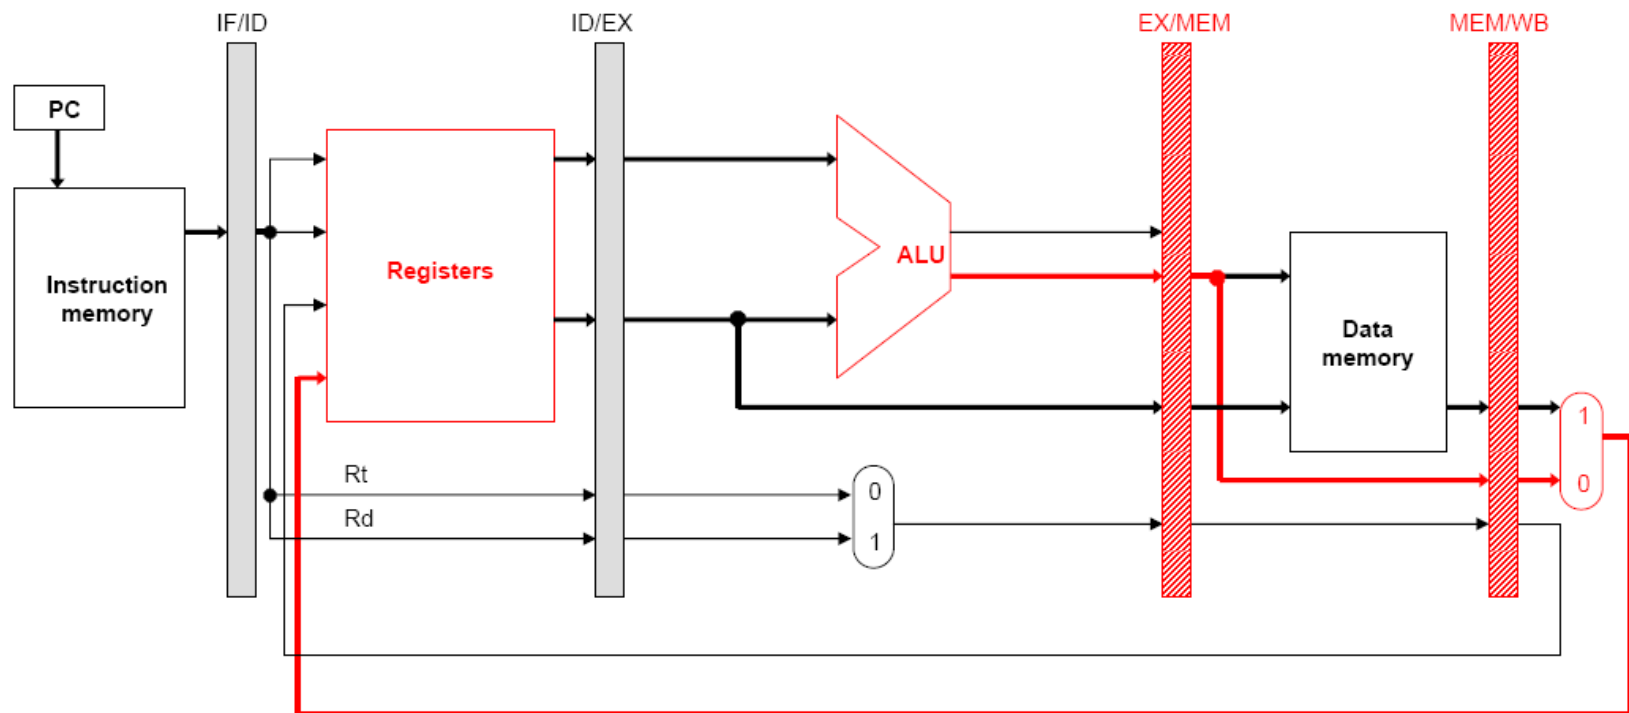 IF/ID
ID/EX
EX/MEM
MEM/WB
PC
Instruction
memory
Registers
ALU
Data
memory
1
0
Rt
Rd
0
1